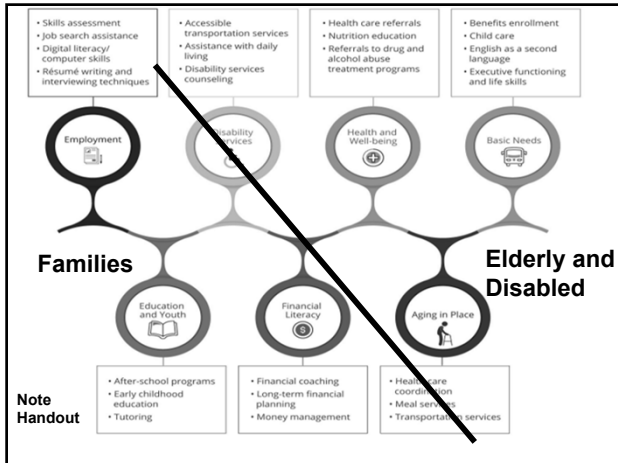 • Skills assessment
• Job search assistance
• Digital literacy/
computer skills
• Résumé writing and
interviewing techniques
• Accessible
transportation services
• Assistance with daily
living
• Disability services
counseling
• Health care referrals
• Nutrition education
• Referrals to drug and
alcohol abuse
treatment programs
• Benefits enrollment
• Child care
• English as a second
language
• Executive functioning
and life skills
Employment
Disability
Services
Health and
Well-being
Basic Needs
Families
Elderly and
Disabled
Education
and Youth
Financial
Literacy
Aging in Place
• After-school programs
• Early childhood
education
• Tutoring
• Financial coaching
• Long-term financial
planning
• Money management
• Health care
coordination
• Meal services
• Transportation services
Note
Handout